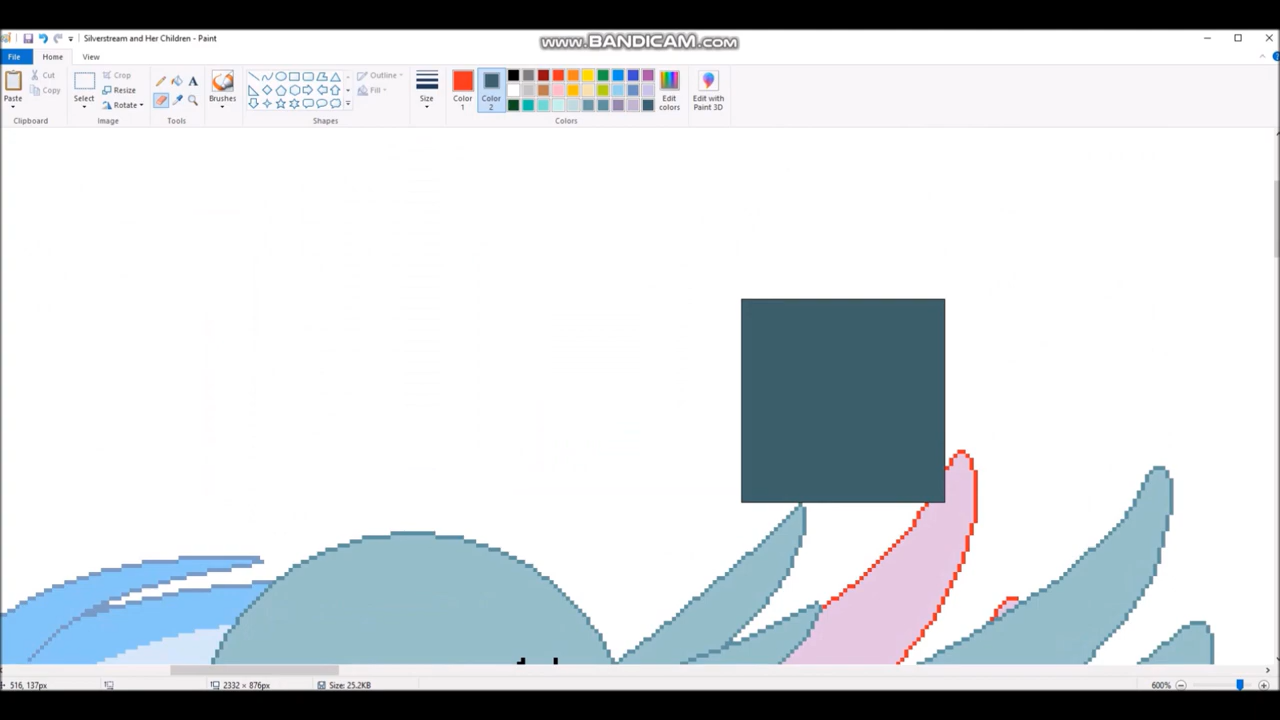 www.BANDICAM.com
Silverstream and Her Children - Paint
File Home View
Paste
Cut
Copy
Clipboard
Select
Crop
Resize
Rotate
Image
Tools
Brushes
Outline
Fill
Shapes
Size
Color 1
Color 2
Edit colors
Colors
Edit with Paint 3D
516, 137px
2332 × 876px
Size: 25.2KB
600%